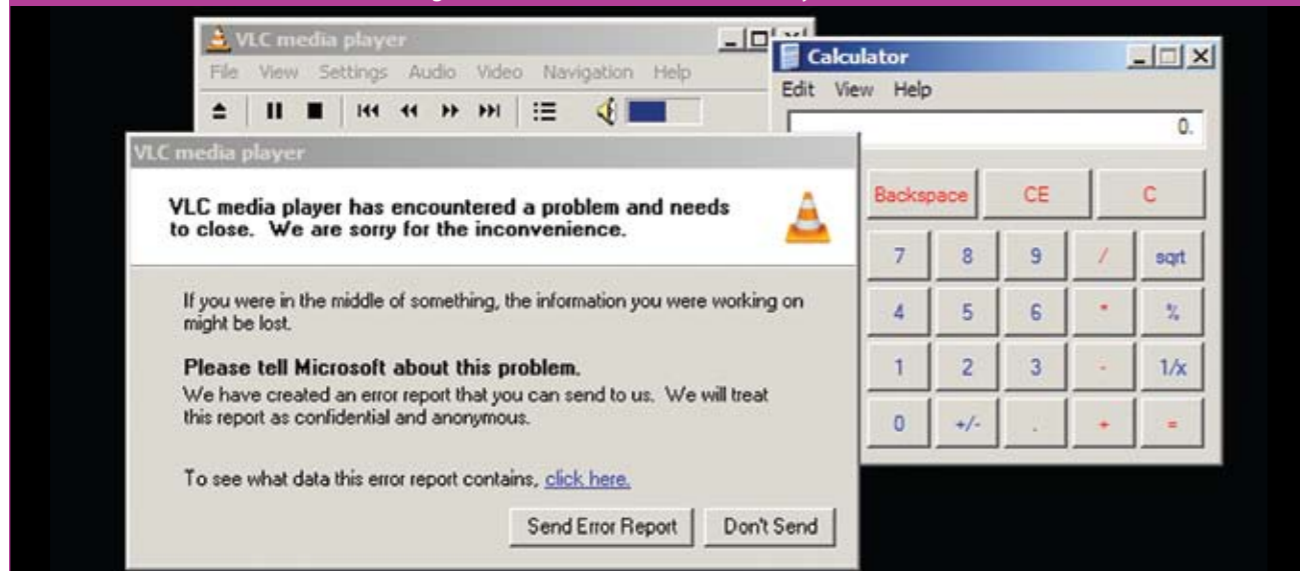 VLC media player
File View Settings Audio Video Navigation Help
Calculator
Edit View Help
0.
Backspace CE C
7 8 9 / sqrt
4 5 6 * %
1 2 3 - 1/x
0 +/- . + =
VLC media player
VLC media player has encountered a problem and needs
to close. We are sorry for the inconvenience.
If you were in the middle of something, the information you were working on
might be lost.
Please tell Microsoft about this problem.
We have created an error report that you can send to us. We will treat
this report as confidential and anonymous.
To see what data this error report contains, click here.
Send Error Report Don't Send